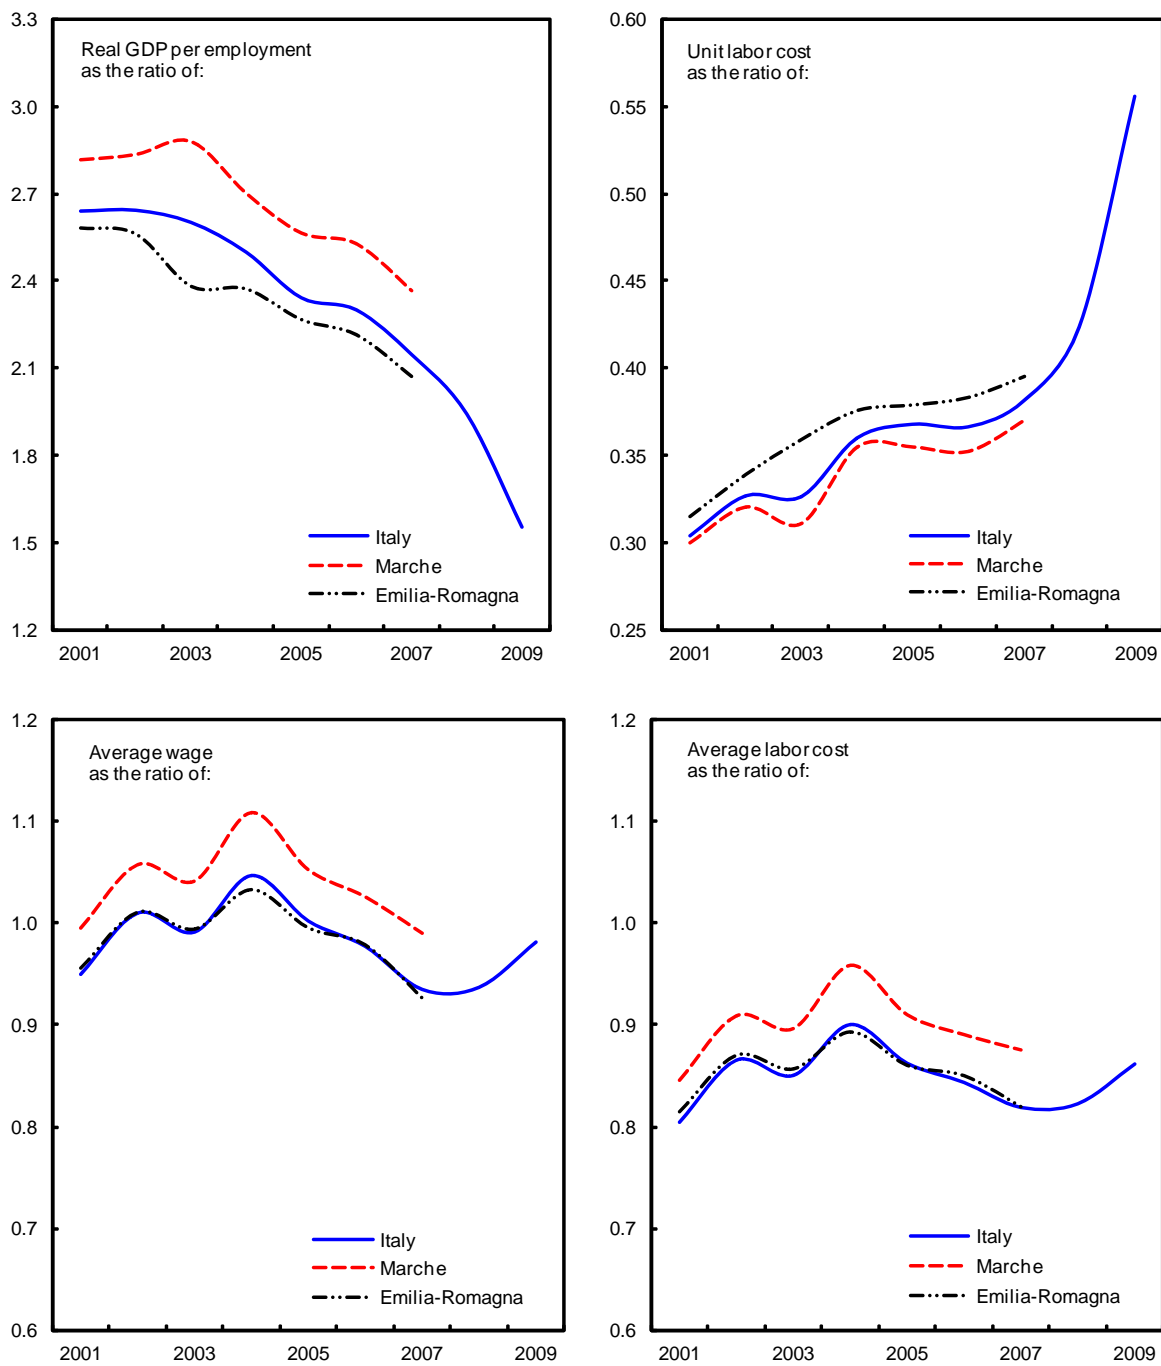 Real GDP per employment
as the ratio of:
3.3
3.0
2.7
2.4
2.1
1.8
1.5
1.2
Italy
Marche
Emilia-Romagna
2001 2003 2005 2007 2009
Unit labor cost
as the ratio of:
0.60
0.55
0.50
0.45
0.40
0.35
0.30
0.25
Italy
Marche
Emilia-Romagna
2001 2003 2005 2007 2009
Average wage
as the ratio of:
1.2
1.1
1.0
0.9
0.8
0.7
0.6
Italy
Marche
Emilia-Romagna
2001 2003 2005 2007 2009
Average labor cost
as the ratio of:
1.2
1.1
1.0
0.9
0.8
0.7
0.6
Italy
Marche
Emilia-Romagna
2001 2003 2005 2007 2009